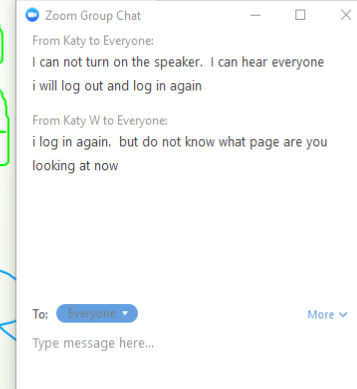 Zoom Group Chat
From Katy to Everyone:
I can not turn on the speaker. I can hear everyone
i will log out and log in again
From Katy W to Everyone:
i log in again. but do not know what page are you
looking at now
To: Everyone More
Type message here...